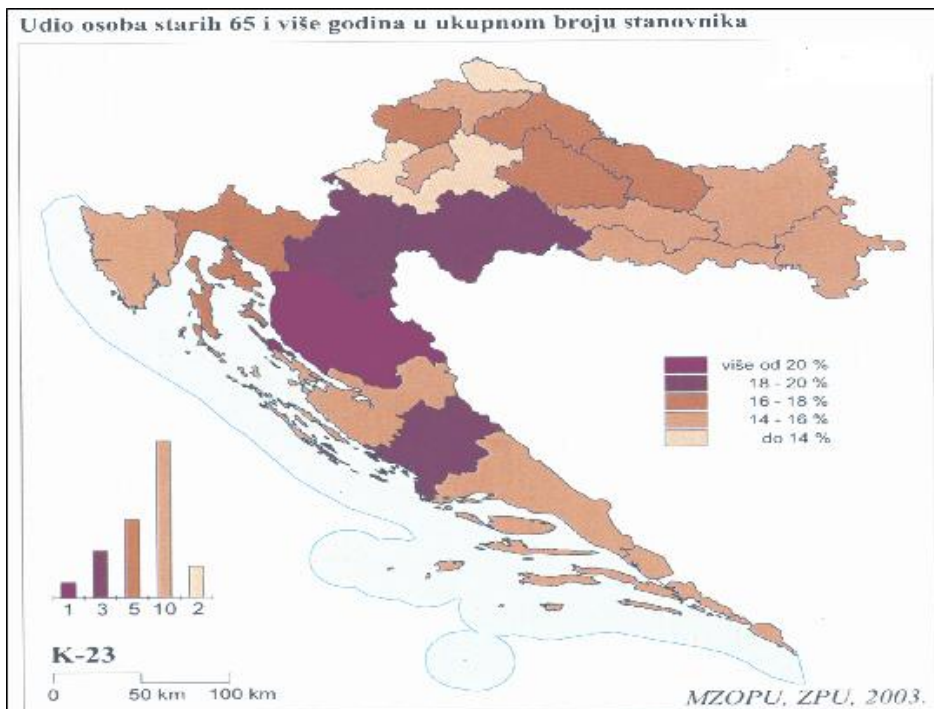 Udio osoba starih 65 i više godina u ukupnom broju stanovnika
više od 20 %
18 - 20 %
16 - 18 %
14 - 16 %
do 14 %
1 3 5 10 2
K-23
0 50 km 100 km
MZOPU, ZPU, 2003.